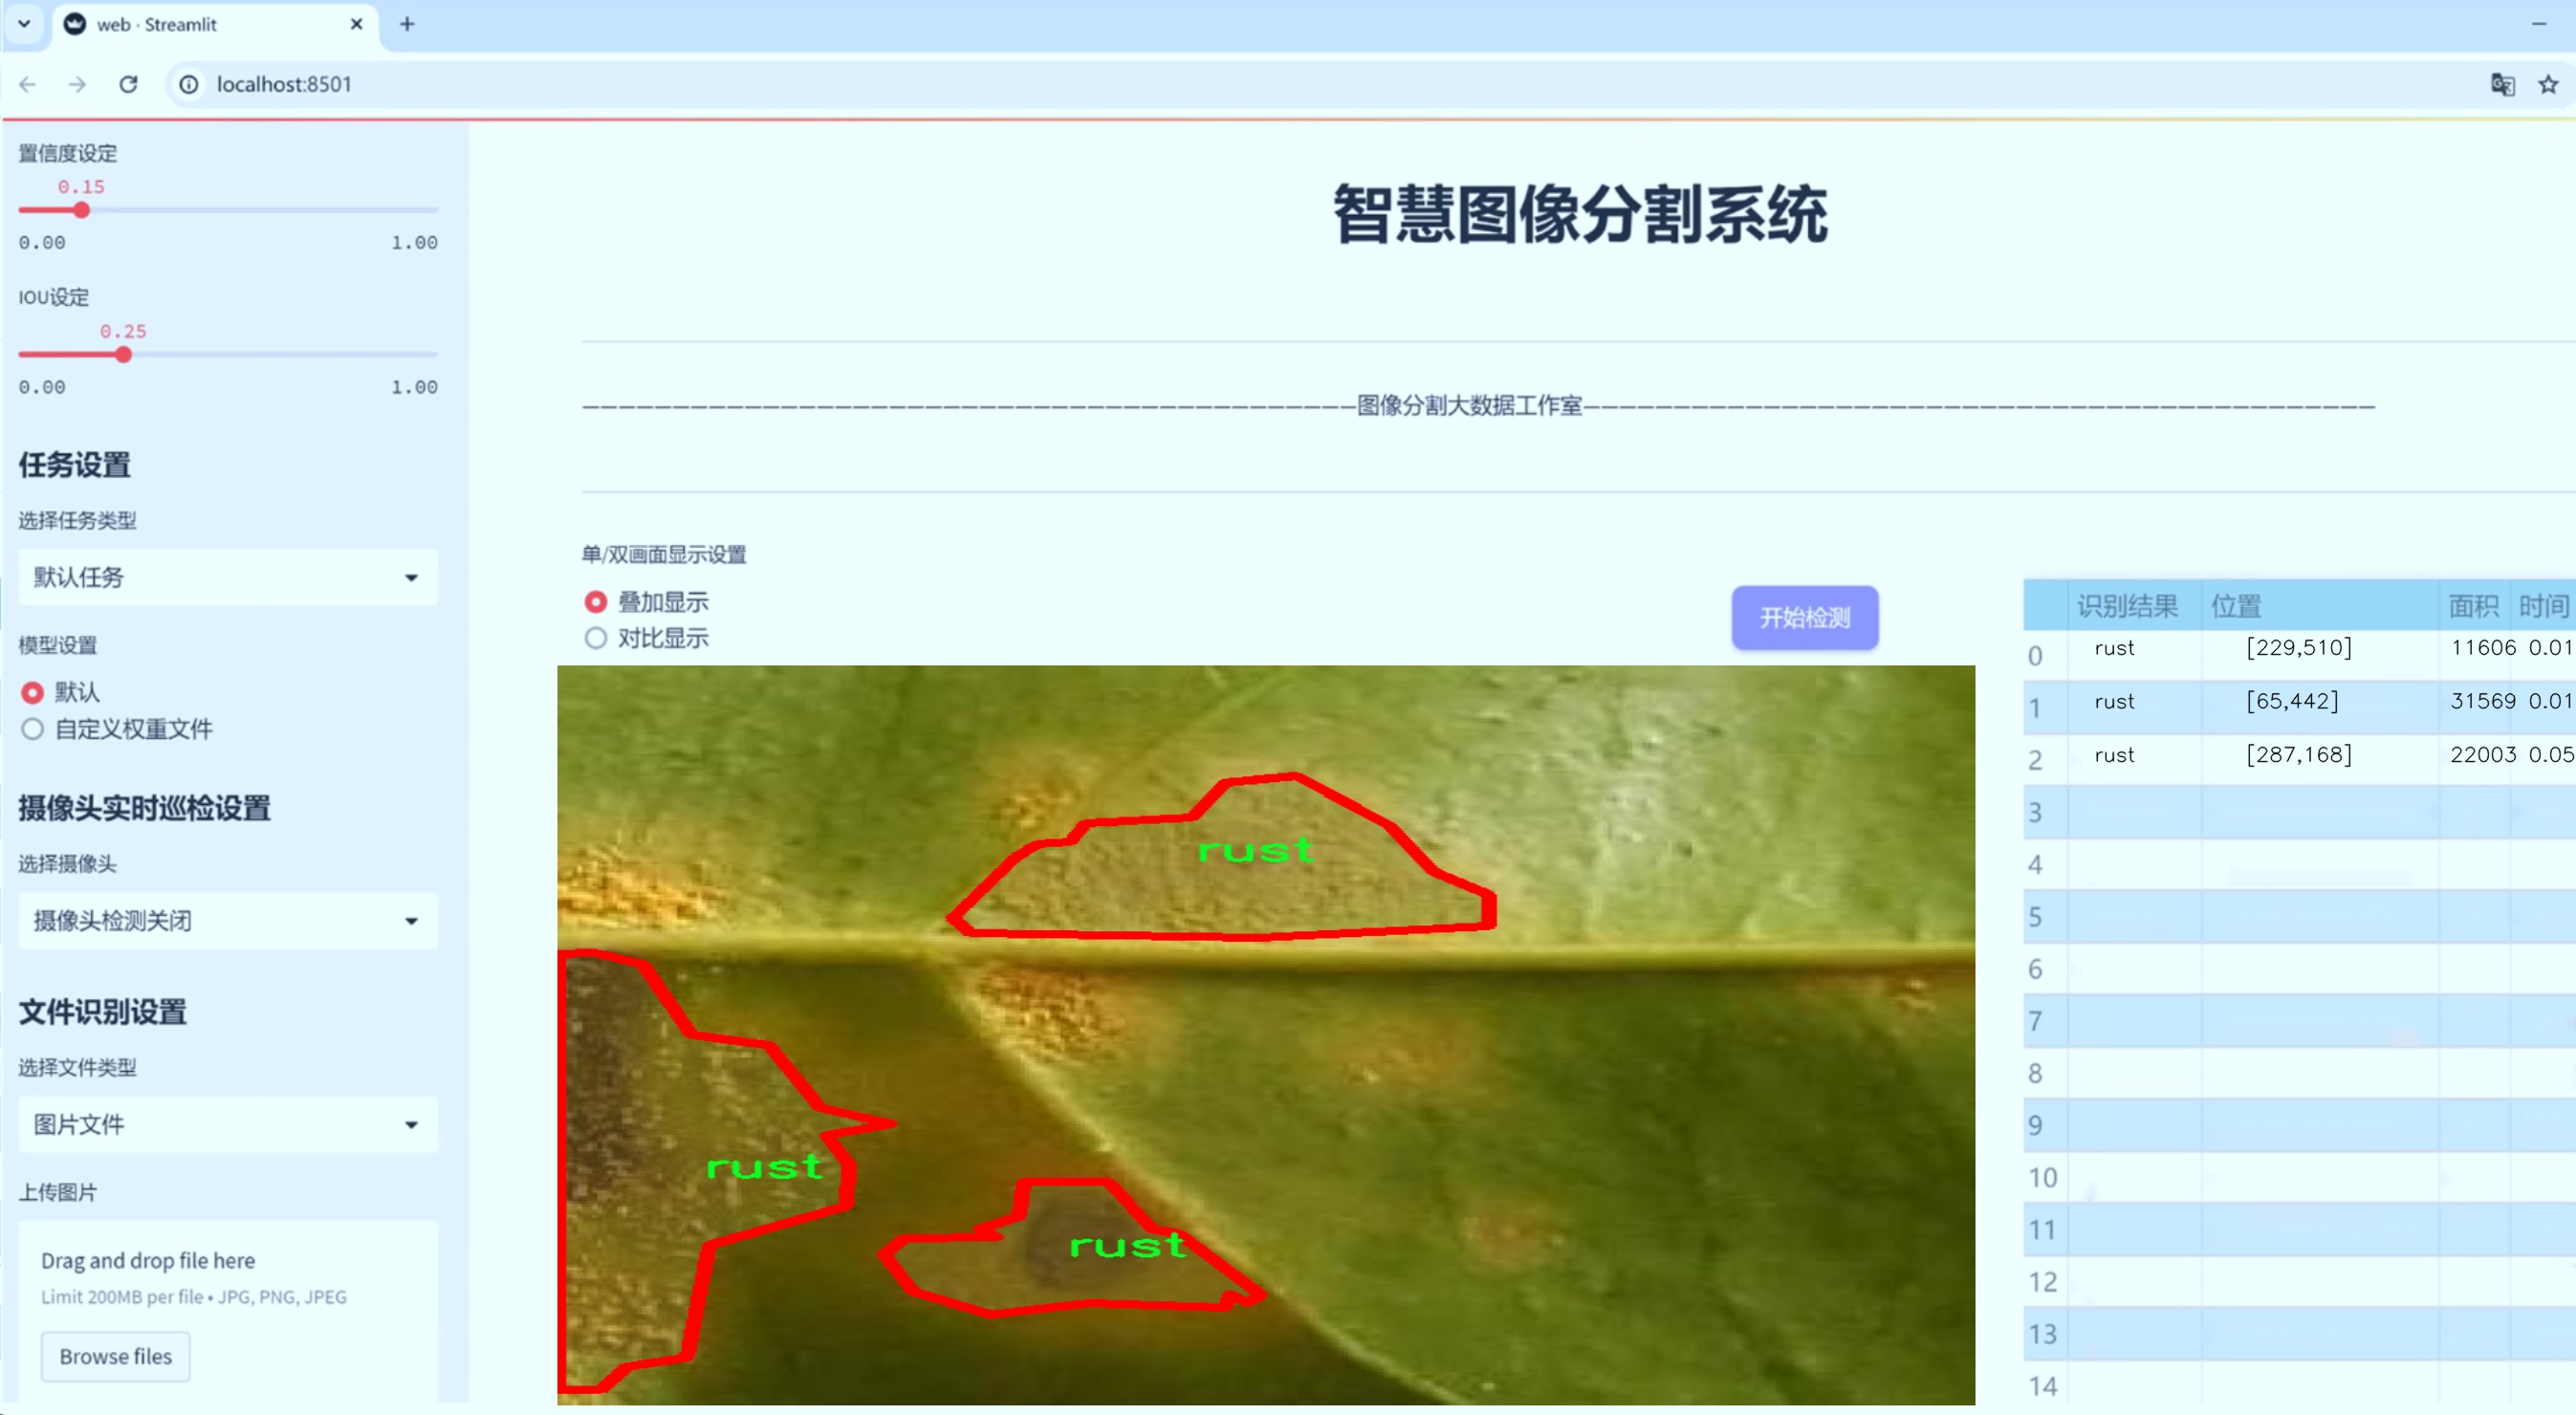 web · Streamlit
localhost:8501
置信度设定
0.15
0.00 1.00
IOU设定
0.25
0.00 1.00
任务设置
选择任务类型
默认任务
模型设置
默认
自定义权重文件
摄像头实时巡检设置
选择摄像头
摄像头检测关闭
文件识别设置
选择文件类型
图片文件
上传图片
Drag and drop file here
Limit 200MB per file • JPG, PNG, JPEG
Browse files
智慧图像分割系统
———————————————————————————————————————————图像分割大数据工作室————————————————————————————————————————————
单/双画面显示设置
叠加显示
对比显示
开始检测
rust
rust
rust
识别结果 位置 面积 时间
0 rust [229,510] 11606 0.01
1 rust [65,442] 31569 0.01
2 rust [287,168] 22003 0.05
3
4
5
6
7
8
9
10
11
12
13
14